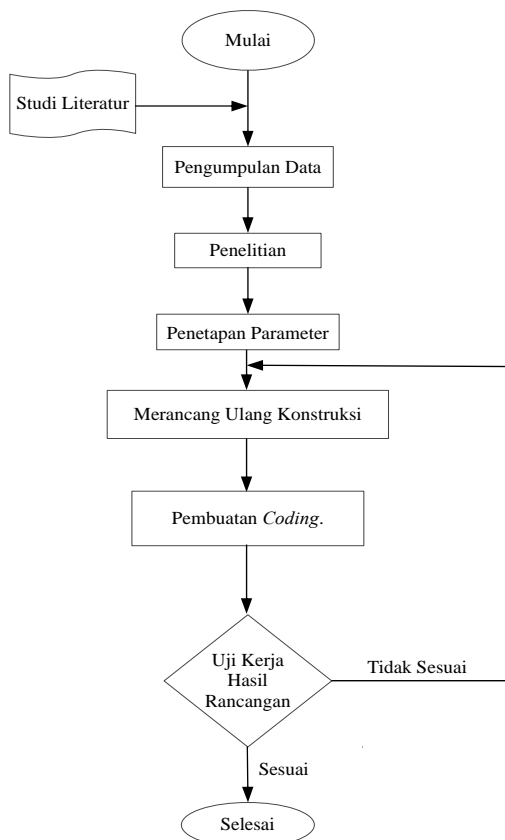 Mulai
Studi Literatur
Pengumpulan Data
Penelitian
Penetapan Parameter
Merancang Ulang Konstruksi
Pembuatan Coding.
Uji Kerja
Hasil
Rancangan
Tidak Sesuai
Sesuai
Selesai